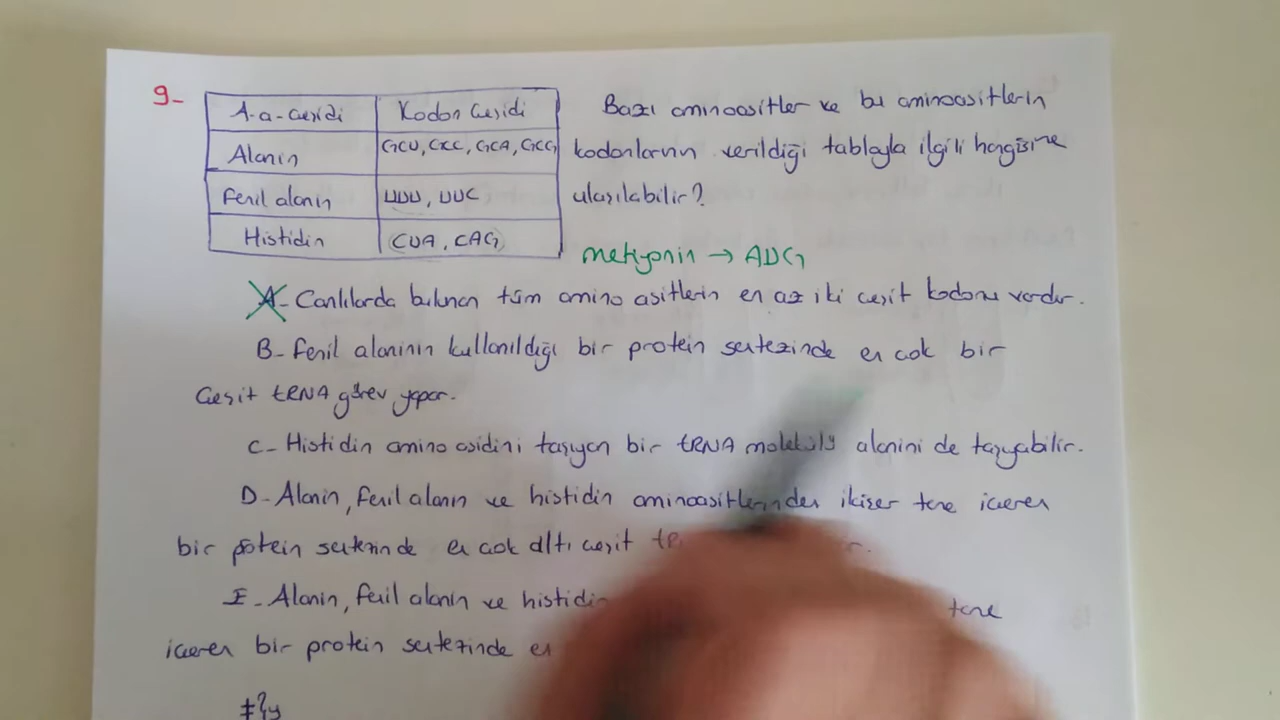 9-
A.a-çeşidi Kodon çeşidi
Alanin GCU, GCC, GCA, GCG
Fenil alanin UUU, UUC
Histidin CUA, CAG
Bazı aminoasitler ve bu aminoasitlerin
kodonlarının verildiği tabloyla ilgili hangisine
ulaşılabilir?
metiyonin → AUG
A- Canlılarda bulunan tüm amino asitlerin en az iki çeşit kodonu vardır.
B- Fenil alaninin kullanıldığı bir protein sentezinde en çok bir
çeşit tRNA görev yapar.
C- Histidin amino asidini taşıyan bir tRNA molekülü alanini de taşıyabilir.
D- Alanin, fenil alanin ve histidin aminoasitlerinden ikişer tane içeren
bir protein sentezinde en çok altı çeşit
E- Alanin, fenil alanin ve histidin tane
içeren bir protein sentezinde en